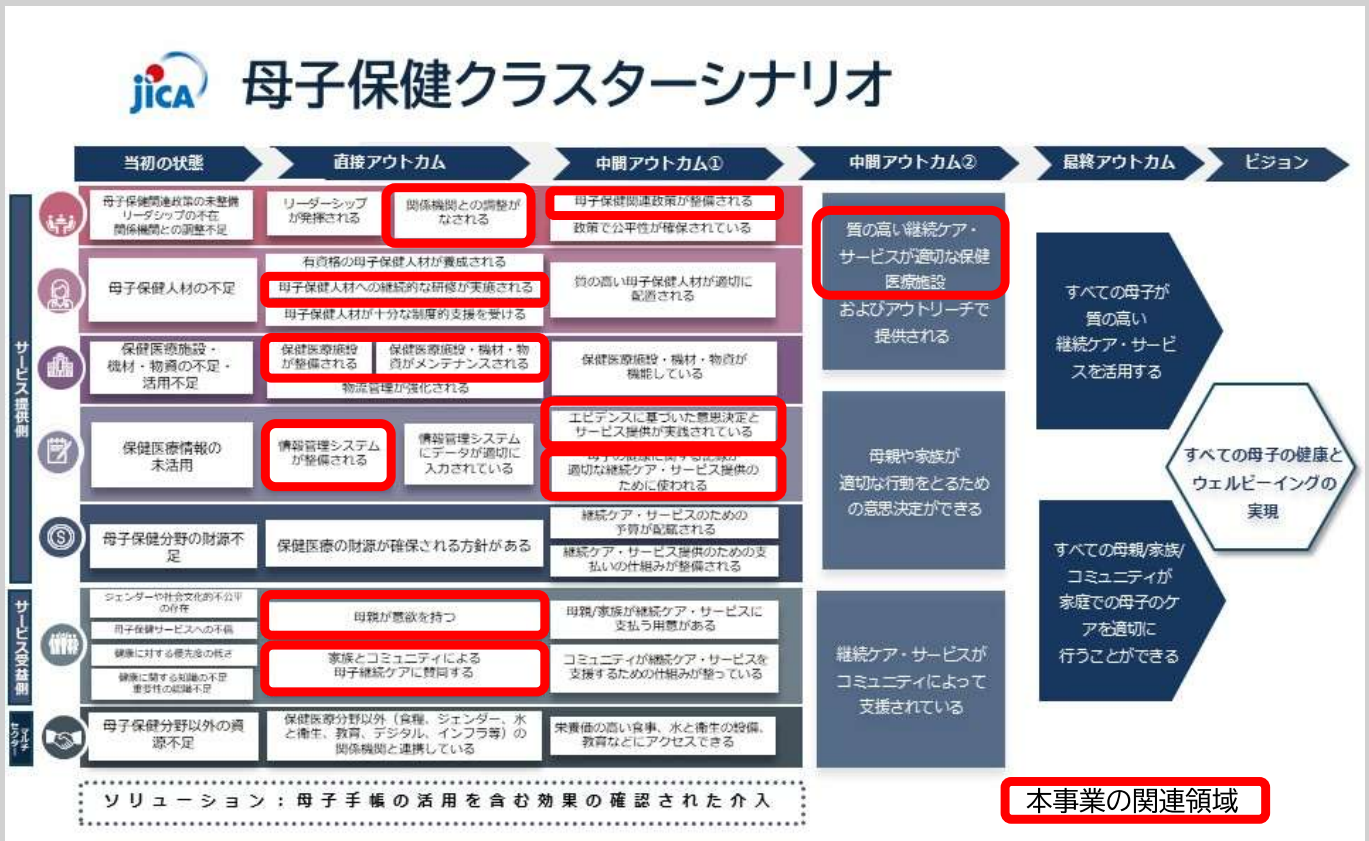 jica 母子保健クラスターシナリオ
当初の状態
直接アウトカム
中間アウトカム①
中間アウトカム②
最終アウトカム
ビジョン
サービス提供側
母子保健関連政策の未整備
リーダシップの不在
関係機関との調整不足
リーダーシップ
が発揮される
関係機関との調整が
なされる
母子保健関連政策が整備される
政策で公平性が確保されている
母子保健人材の不足
有資格の母子保健人材が養成される
母子保健人材への継続的な研修が実施される
母子保健人材が十分な制度的支援を受ける
質の高い母子保健人材が適切に
配置される
保健医療施設・
機材・物資の不足・
活用不足
保健医療施設
が整備される
保健医療施設・機材・物
資がメンテナンスされる
物流管理が強化される
保健医療施設・機材・物資が
機能している
保健医療情報の
未活用
情報管理システム
が整備される
情報管理システム
にデータが適切に
入力されている
エビデンスに基づいた意思決定と
サービス提供が実践されている
母子の健康に関する記録が
適切な継続ケア・サービス提供の
ために使われる
母子保健分野の財源不
足
保健医療の財源が確保される方針がある
継続ケア・サービスのための
予算が配賦される
継続ケア・サービス提供のための支
払いの仕組みが整備される
サービス受益側
ジェンダーや社会文化的不公平
の存在
母子保健サービスへの不信
健康に対する優先度の低さ
健康に関する知識の不足
重要性の認識不足
母親が意欲を持つ
家族とコミュニティによる
母子継続ケアに賛同する
母親/家族が継続ケア・サービスに
支払う用意がある
コミュニティが継続ケア・サービスを
支援するための仕組みが整っている
マルチ
セクター
母子保健分野以外の資
源不足
保健医療分野以外（食糧、ジェンダー、水
と衛生、教育、デジタル、インフラ等）の
関係機関と連携している
栄養価の高い食事、水と衛生の設備、
教育などにアクセスできる
質の高い継続ケア・
サービスが適切な保健
医療施設
およびアウトリーチで
提供される
母親や家族が
適切な行動をとるため
の意思決定ができる
継続ケア・サービスが
コミュニティによって
支援されている
すべての母子が
質の高い
継続ケア・サービ
スを活用する
すべての母親/家族/
コミュニティが
家庭での母子のケ
アを適切に
行うことができる
すべての母子の健康と
ウェルビーイングの
実現
ソリューション：母子手帳の活用を含む効果の確認された介入
本事業の関連領域